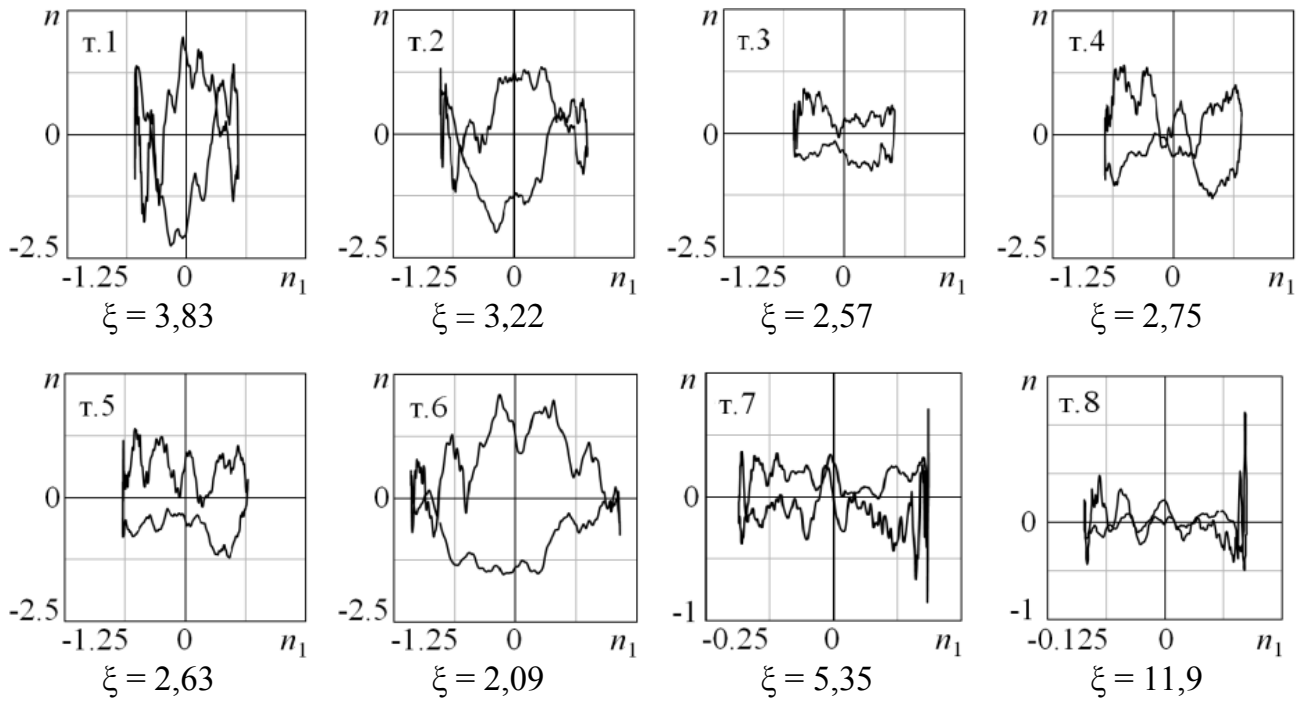 n n n n
т.1 т.2 т.3 т.4
0 0 0 0
-2.5 -2.5 -2.5 -2.5
-1.25 0 n1 -1.25 0 n1 -1.25 0 n1 -1.25 0 n1
ξ = 3,83 ξ = 3,22 ξ = 2,57 ξ = 2,75
n n n n
т.5 т.6 т.7 т.8
0 0 0 0
-2.5 -2.5 -1 -1
-1.25 0 n1 -1.25 0 n1 -0.25 0 n1 -0.125 0 n1
ξ = 2,63 ξ = 2,09 ξ = 5,35 ξ = 11,9